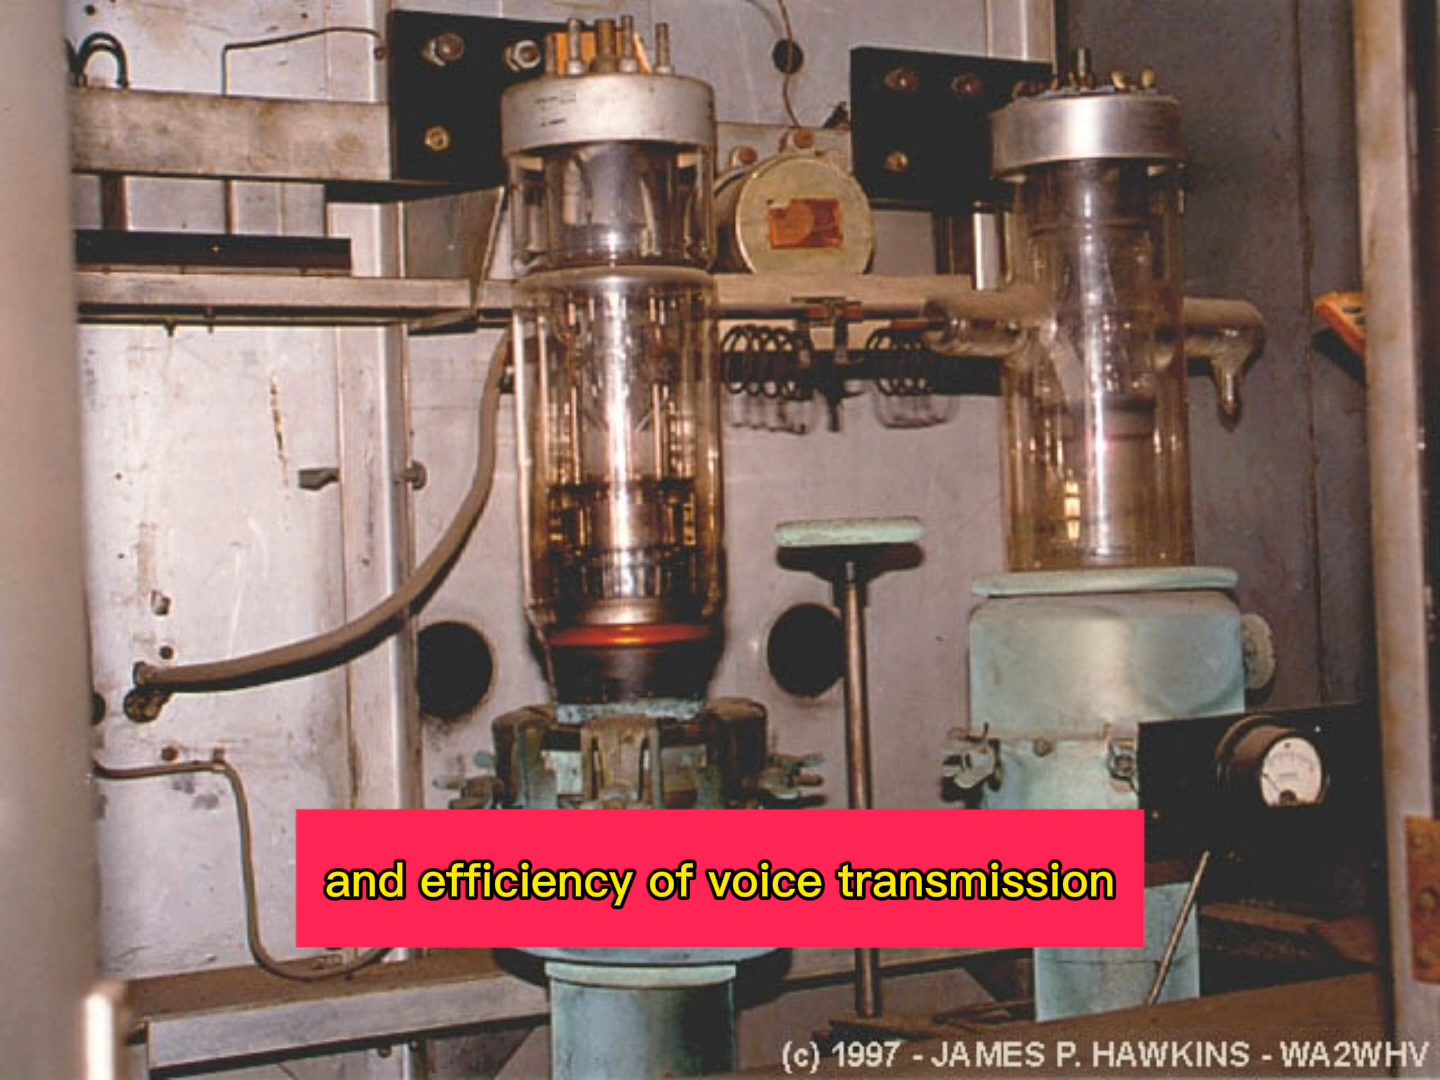 and efficiency of voice transmission
(c) 1997 - JAMES P. HAWKINS - WA2WHV